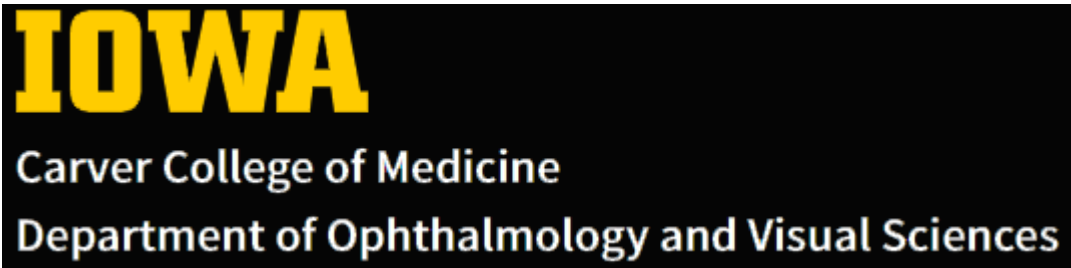 IOWA
Carver College of Medicine
Department of Ophthalmology and Visual Sciences